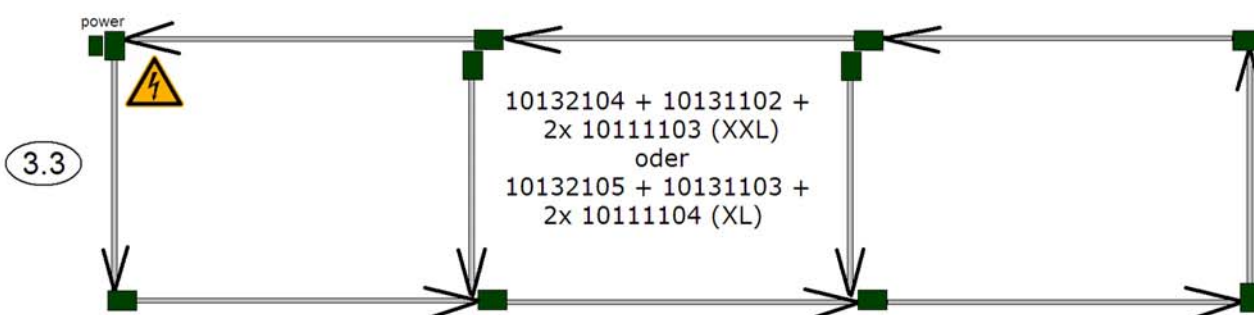 power
3.3
10132104 + 10131102 +
2x 10111103 (XXL)
oder
10132105 + 10131103 +
2x 10111104 (XL)